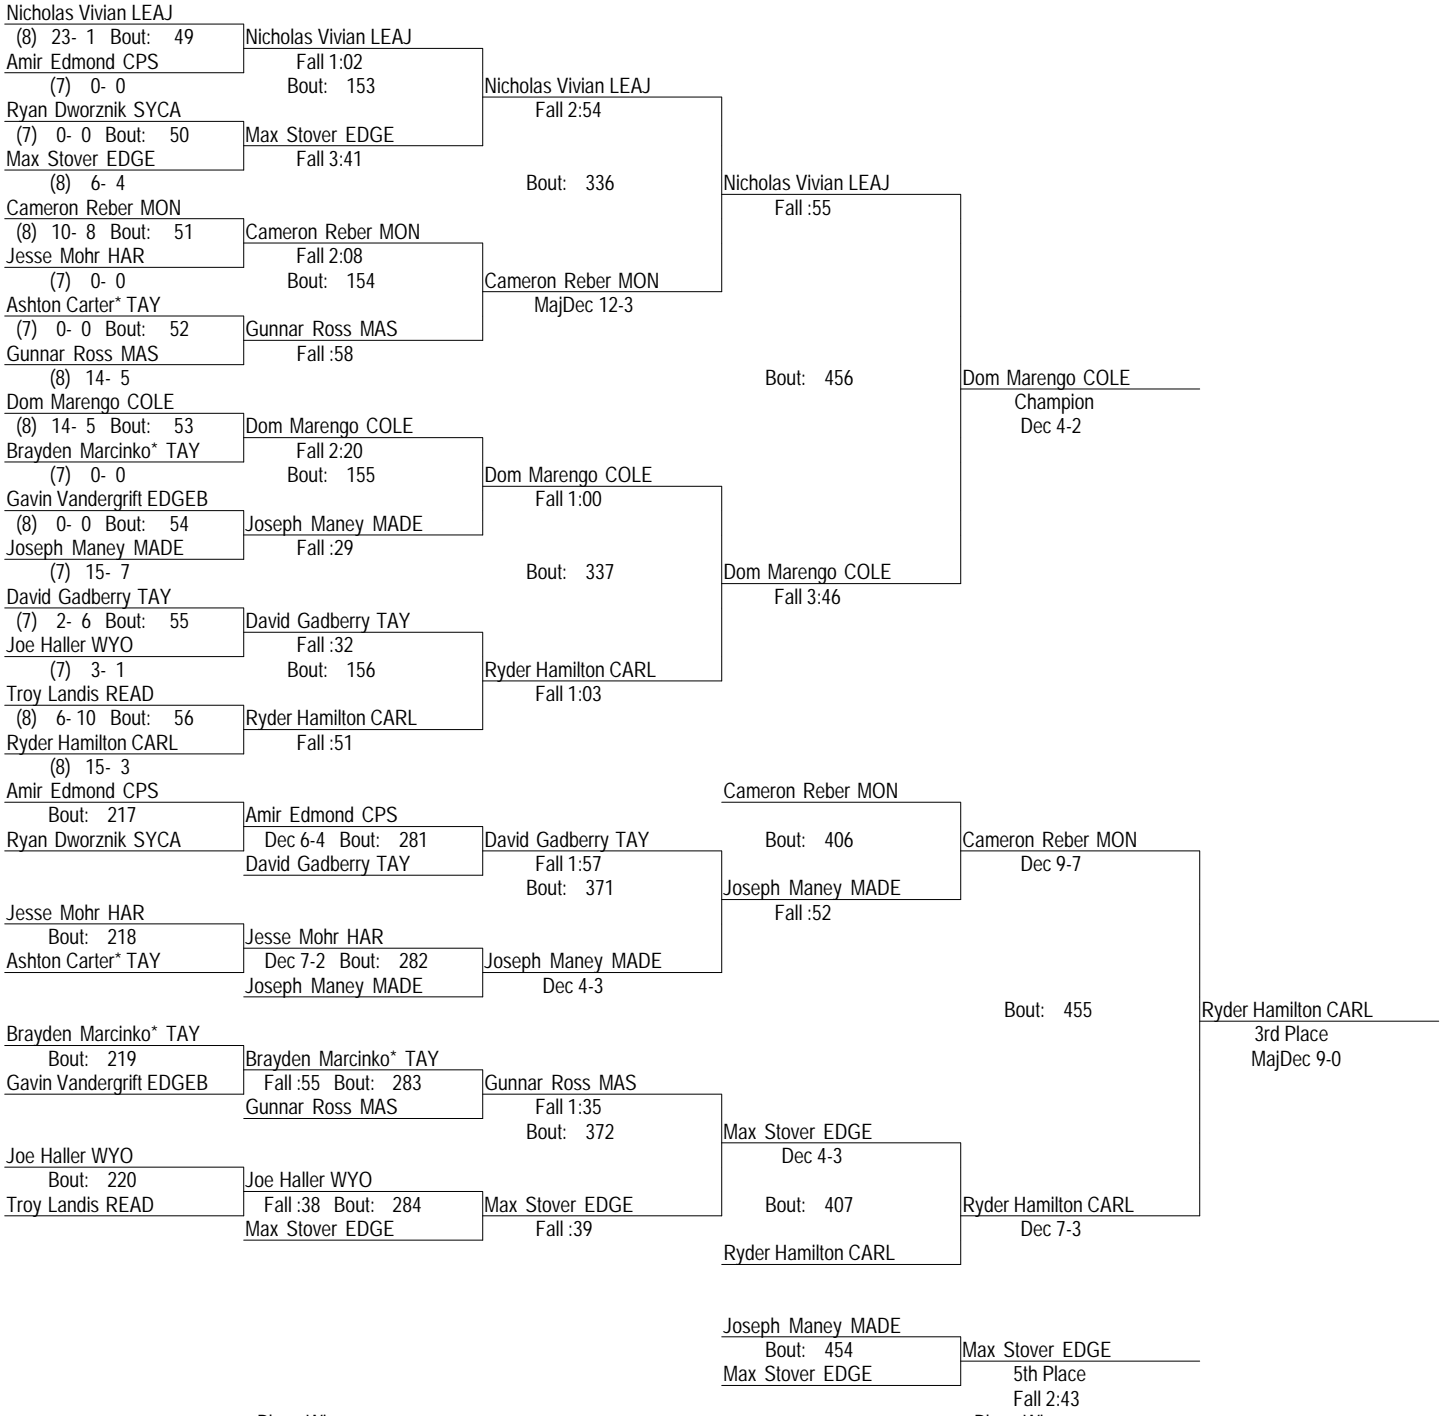 Nicholas Vivian LEAJ
(8) 23- 1 Bout: 49 Nicholas Vivian LEAJ
Amir Edmond CPS Fall 1:02
(7) 0- 0 Bout: 153 Nicholas Vivian LEAJ
Ryan Dworznik SYCA Fall 2:54
(7) 0- 0 Bout: 50 Max Stover EDGE
Max Stover EDGE Fall 3:41
(8) 6- 4 Bout: 336 Nicholas Vivian LEAJ
Cameron Reber MON Fall :55
(8) 10- 8 Bout: 51 Cameron Reber MON
Jesse Mohr HAR Fall 2:08
(7) 0- 0 Bout: 154 Cameron Reber MON
Ashton Carter* TAY MajDec 12-3
(7) 0- 0 Bout: 52 Gunnar Ross MAS
Gunnar Ross MAS Fall :58
(8) 14- 5 Bout: 456 Dom Marengo COLE
Dom Marengo COLE Champion
(8) 14- 5 Bout: 53 Dom Marengo COLE Dec 4-2
Brayden Marcinko* TAY Fall 2:20
(7) 0- 0 Bout: 155 Dom Marengo COLE
Gavin Vandergrift EDGEB Fall 1:00
(8) 0- 0 Bout: 54 Joseph Maney MADE
Joseph Maney MADE Fall :29
(7) 15- 7 Bout: 337 Dom Marengo COLE
David Gadberry TAY Fall 3:46
(7) 2- 6 Bout: 55 David Gadberry TAY
Joe Haller WYO Fall :32
(7) 3- 1 Bout: 156 Ryder Hamilton CARL
Troy Landis READ Fall 1:03
(8) 6- 10 Bout: 56 Ryder Hamilton CARL
Ryder Hamilton CARL Fall :51
(8) 15- 3
Amir Edmond CPS Cameron Reber MON
Bout: 217 Amir Edmond CPS
Ryan Dworznik SYCA Dec 6-4 Bout: 281 David Gadberry TAY Bout: 406 Cameron Reber MON
David Gadberry TAY Fall 1:57 Dec 9-7
Bout: 371 Joseph Maney MADE
Jesse Mohr HAR Fall :52
Bout: 218 Jesse Mohr HAR
Ashton Carter* TAY Dec 7-2 Bout: 282 Joseph Maney MADE
Joseph Maney MADE Dec 4-3
Bout: 455 Ryder Hamilton CARL
Brayden Marcinko* TAY 3rd Place
Bout: 219 Brayden Marcinko* TAY MajDec 9-0
Gavin Vandergrift EDGEB Fall :55 Bout: 283 Gunnar Ross MAS
Gunnar Ross MAS Fall 1:35
Bout: 372 Max Stover EDGE
Joe Haller WYO Dec 4-3
Bout: 220 Joe Haller WYO
Troy Landis READ Fall :38 Bout: 284 Max Stover EDGE Bout: 407 Ryder Hamilton CARL
Max Stover EDGE Fall :39 Dec 7-3
Ryder Hamilton CARL
Joseph Maney MADE
Bout: 454 Max Stover EDGE
Max Stover EDGE 5th Place
Fall 2:43